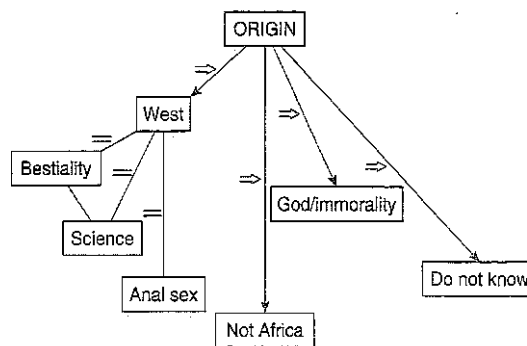 ORIGIN
West
Bestiality
God/immorality
Science
Do not know
Anal sex
Not Africa